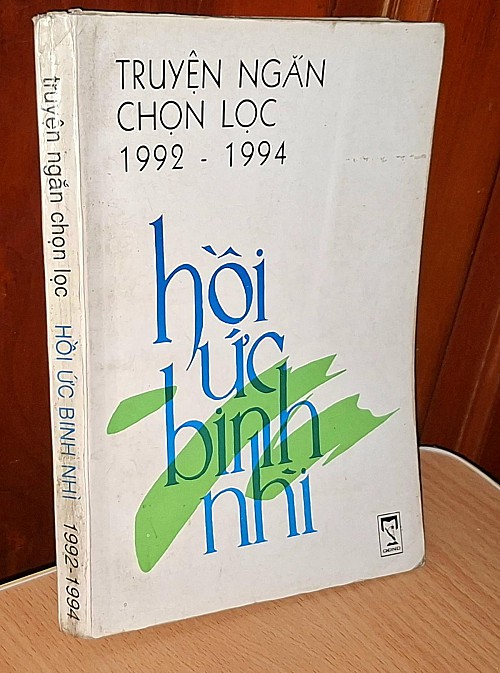 TRUYỆN NGẮN
CHỌN LỌC
1992 - 1994
hồi
ức
binh
nhì
truyện ngắn chọn lọc HỒI ỨC BINH NHÌ 1992-1994